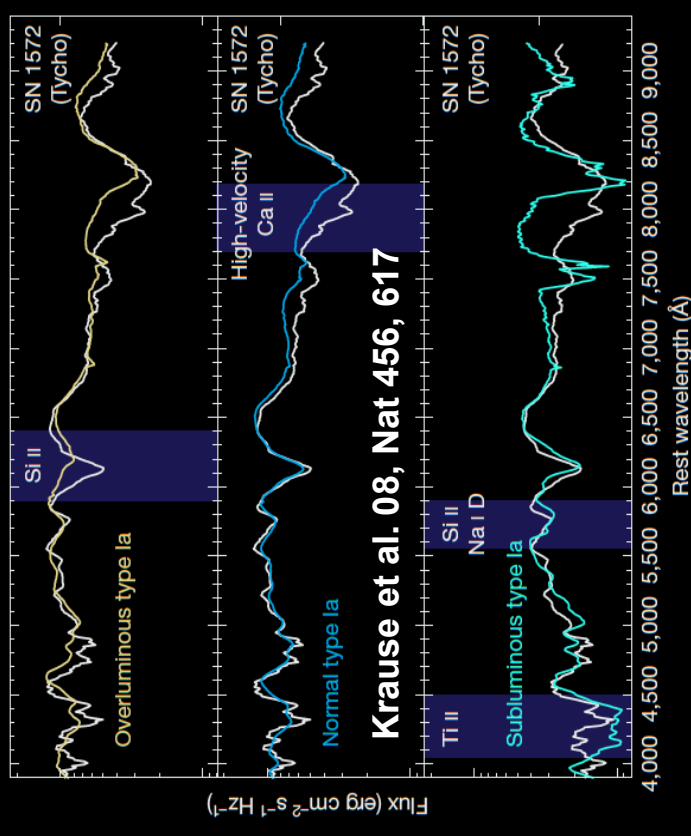 SN 1572
(Tycho)
Si II
Overluminous type Ia
SN 1572
(Tycho)
High-velocity
Ca II
Normal type Ia
Krause et al. 08, Nat 456, 617
SN 1572
(Tycho)
Si II
Na I D
Ti II
Subluminous type Ia
4,000 4,500 5,000 5,500 6,000 6,500 7,000 7,500 8,000 8,500 9,000
Rest wavelength (Å)
Flux (erg cm⁻² s⁻¹ Hz⁻¹)